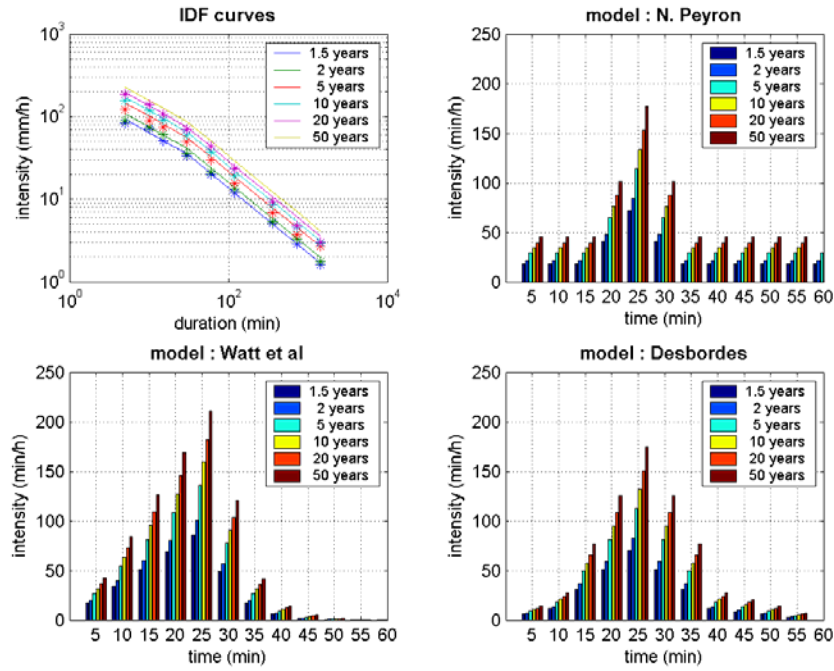 IDF curves
intensity (mm/h)
10^3
10^2
10^1
10^0
10^0
10^2
10^4
duration (min)
1.5 years
2 years
5 years
10 years
20 years
50 years
model : N. Peyron
intensity (min/h)
250
200
150
100
50
0
5 10 15 20 25 30 35 40 45 50 55 60
time (min)
1.5 years
2 years
5 years
10 years
20 years
50 years
model : Watt et al
intensity (min/h)
250
200
150
100
50
0
5 10 15 20 25 30 35 40 45 50 55 60
time (min)
1.5 years
2 years
5 years
10 years
20 years
50 years
model : Desbordes
intensity (min/h)
250
200
150
100
50
0
5 10 15 20 25 30 35 40 45 50 55 60
time (min)
1.5 years
2 years
5 years
10 years
20 years
50 years